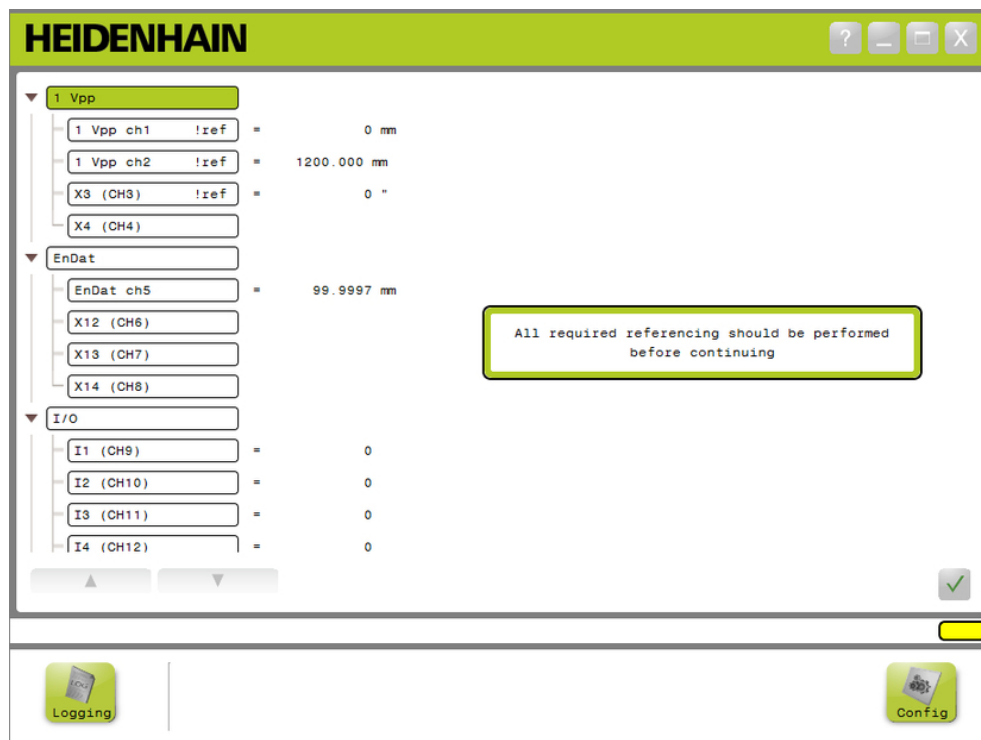 HEIDENHAIN
? _ X
1 Vpp
1 Vpp ch1 !ref = 0 mm
1 Vpp ch2 !ref = 1200.000 mm
X3 (CH3) !ref = 0 "
X4 (CH4)
EnDat
EnDat ch5 = 99.9997 mm
X12 (CH6)
X13 (CH7)
X14 (CH8)
All required referencing should be performed
before continuing
I/O
I1 (CH9) = 0
I2 (CH10) = 0
I3 (CH11) = 0
I4 (CH12) = 0
LOG
Logging
Config